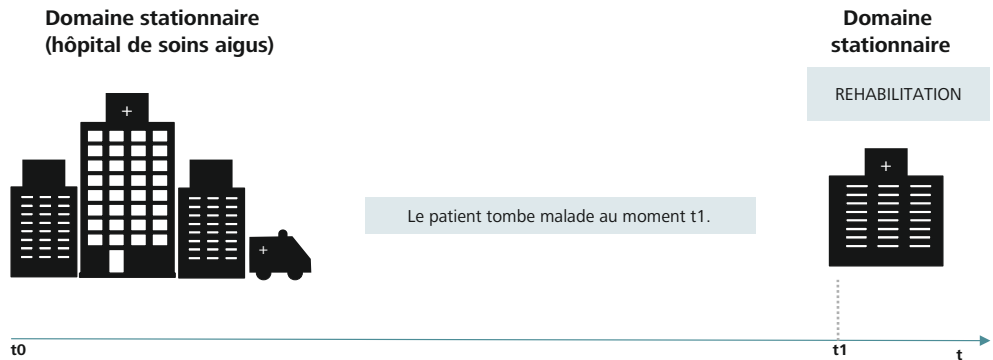 Domaine stationnaire
(hôpital de soins aigus)
Domaine
stationnaire
REHABILITATION
Le patient tombe malade au moment t1.
t0
t1
t